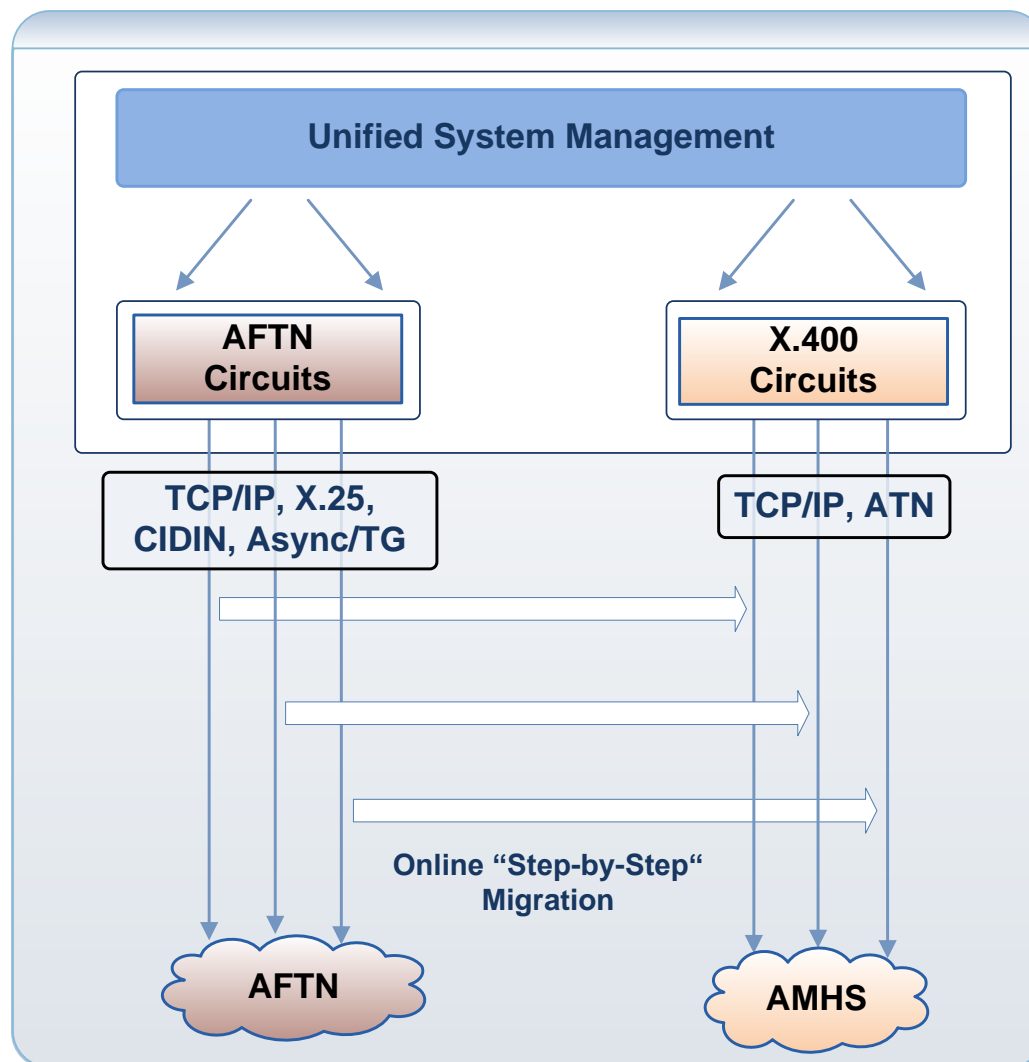 Unified System Management
AFTN
Circuits
X.400
Circuits
TCP/IP, X.25,
CIDIN, Async/TG
TCP/IP, ATN
Online “Step-by-Step“
Migration
AFTN
AMHS